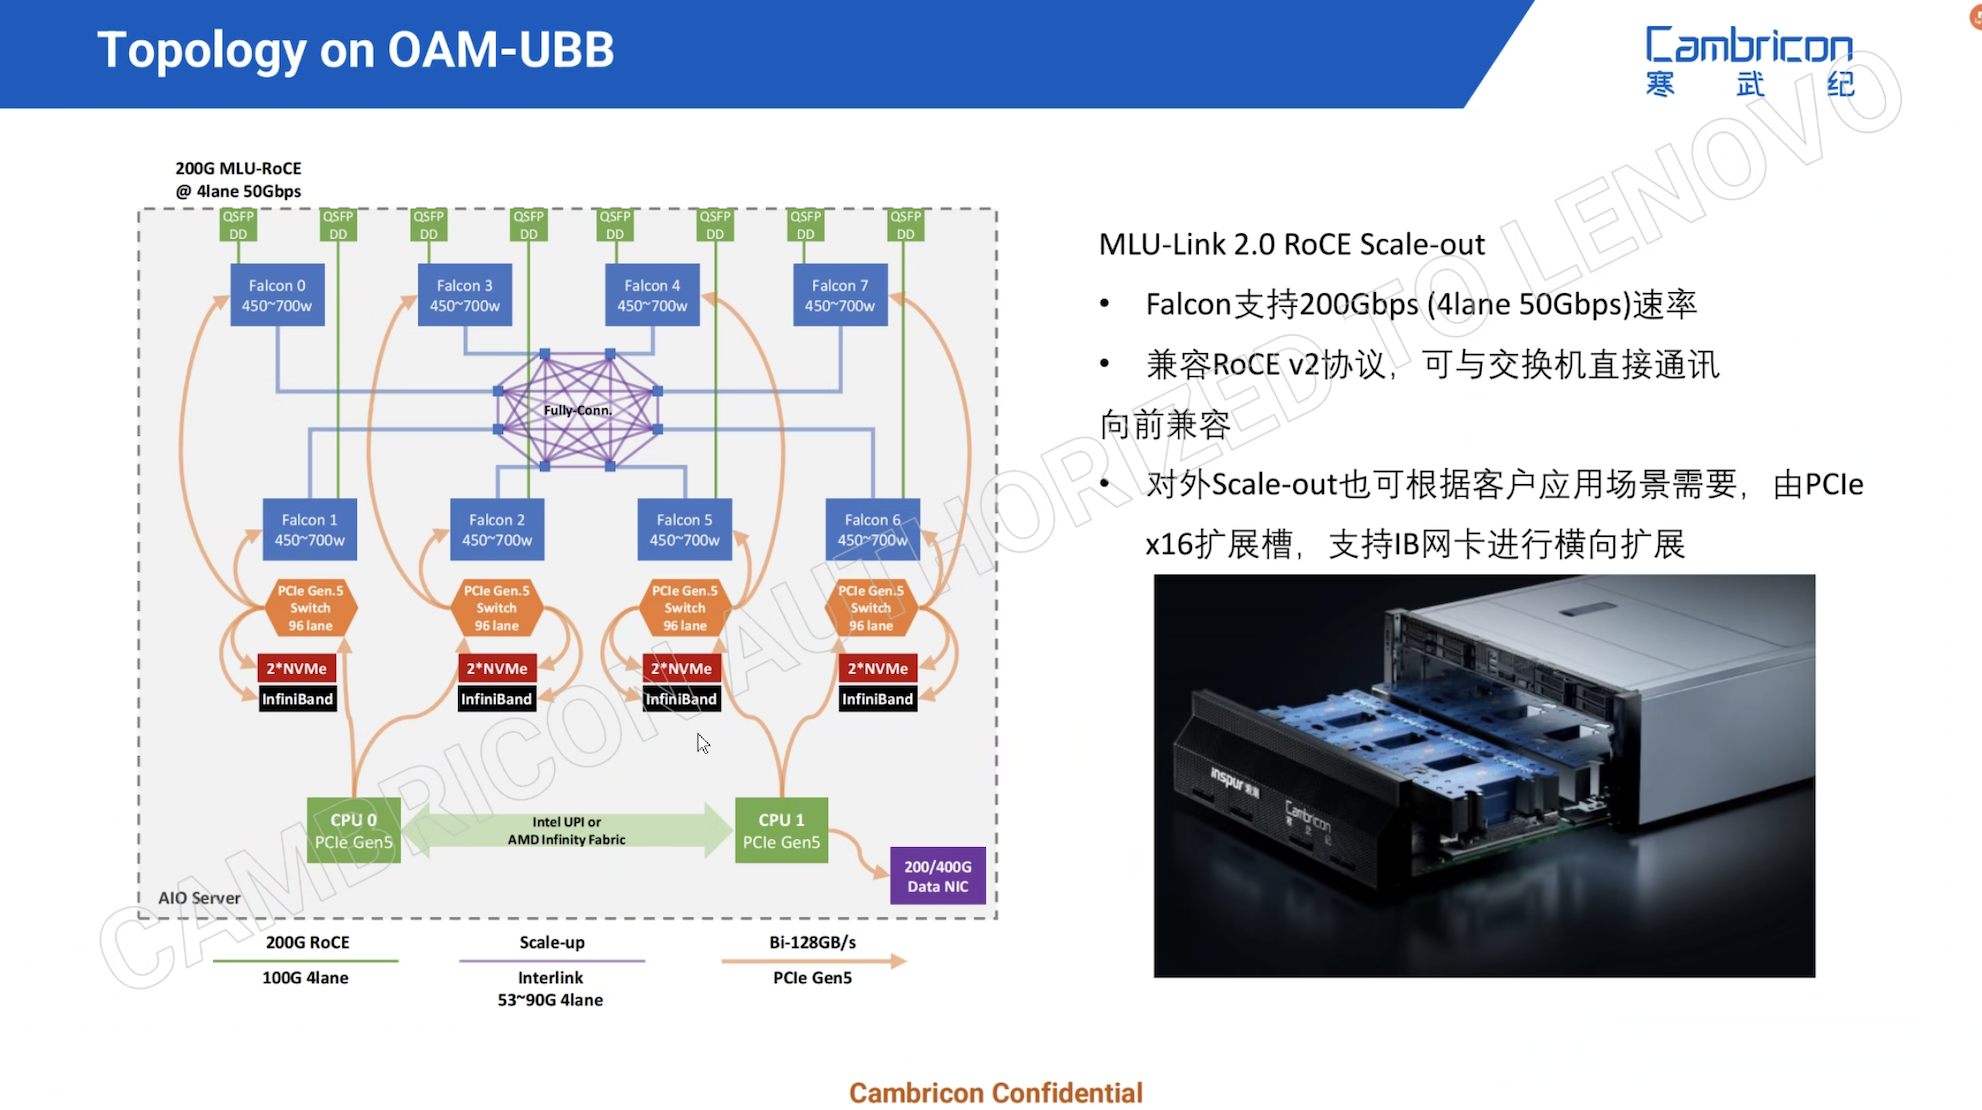 Topology on OAM-UBB
Cambricon
寒 武 纪
200G MLU-RoCE
@ 4lane 50Gbps
QSFP DD
QSFP DD
QSFP DD
QSFP DD
QSFP DD
QSFP DD
QSFP DD
QSFP DD
Falcon 0
450~700w
Falcon 3
450~700w
Falcon 4
450~700w
Falcon 7
450~700w
Fully-Conn.
Falcon 1
450~700w
Falcon 2
450~700w
Falcon 5
450~700w
Falcon 6
450~700w
PCIe Gen.5
Switch
96 lane
PCIe Gen.5
Switch
96 lane
PCIe Gen.5
Switch
96 lane
PCIe Gen.5
Switch
96 lane
2*NVMe
InfiniBand
2*NVMe
InfiniBand
2*NVMe
InfiniBand
2*NVMe
InfiniBand
CPU 0
PCIe Gen5
Intel UPI or
AMD Infinity Fabric
CPU 1
PCIe Gen5
200/400G
Data NIC
AIO Server
200G RoCE
100G 4lane
Scale-up
Interlink
53~90G 4lane
Bi-128GB/s
PCIe Gen5
MLU-Link 2.0 RoCE Scale-out
• Falcon支持200Gbps (4lane 50Gbps)速率
• 兼容RoCE v2协议，可与交换机直接通讯
向前兼容
• 对外Scale-out也可根据客户应用场景需要，由PCIe
x16扩展槽，支持IB网卡进行横向扩展
inspur 浪潮
Cambricon
寒 武 纪
CAMBRICON AUTHORIZED TO LENOVO
Cambricon Confidential